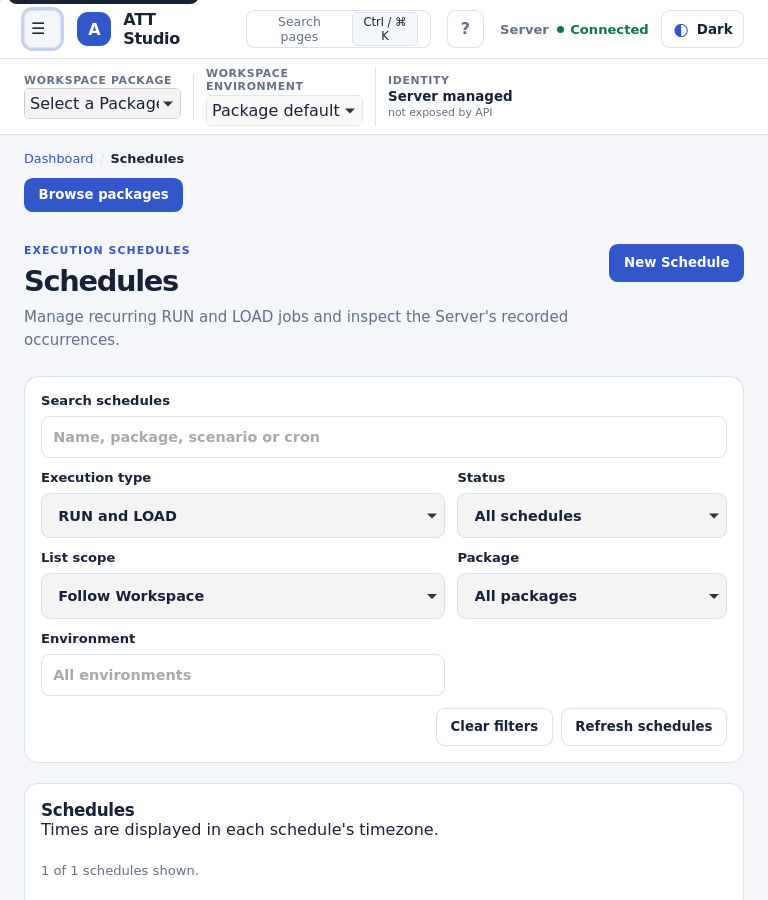 ☰
A
ATT
Studio
Search
pages
Ctrl / ⌘
K
?
Server
Connected
Dark
WORKSPACE PACKAGE
Select a Package
WORKSPACE
ENVIRONMENT
Package default
IDENTITY
Server managed
not exposed by API
Dashboard / Schedules
Browse packages
EXECUTION SCHEDULES
Schedules
New Schedule
Manage recurring RUN and LOAD jobs and inspect the Server's recorded
occurrences.
Search schedules
Name, package, scenario or cron
Execution type
Status
RUN and LOAD
All schedules
List scope
Package
Follow Workspace
All packages
Environment
All environments
Clear filters
Refresh schedules
Schedules
Times are displayed in each schedule's timezone.
1 of 1 schedules shown.